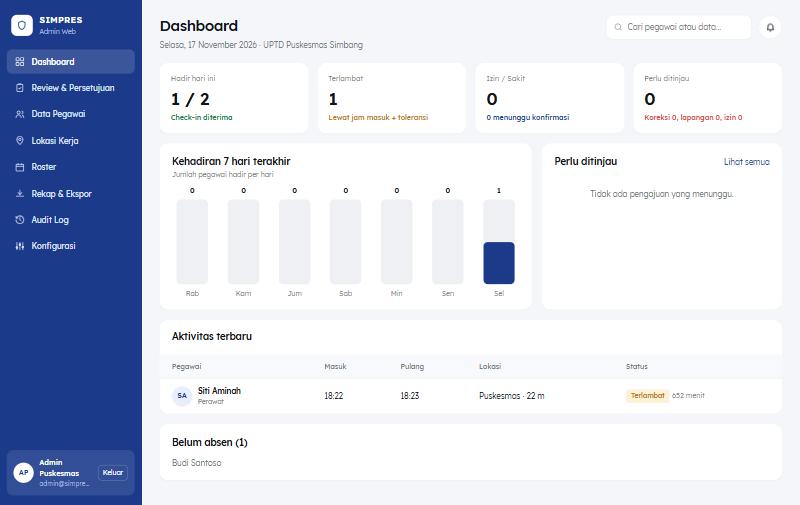 SIMPRES
Admin Web
Dashboard
Review & Persetujuan
Data Pegawai
Lokasi Kerja
Roster
Rekap & Ekspor
Audit Log
Konfigurasi
AP
Admin
Puskesmas
admin@simpre...
Keluar
Dashboard
Selasa, 17 November 2026 · UPTD Puskesmas Simbang
Cari pegawai atau data...
Hadir hari ini
1 / 2
Check-in diterima
Terlambat
1
Lewat jam masuk + toleransi
Izin / Sakit
0
0 menunggu konfirmasi
Perlu ditinjau
0
Koreksi 0, lapangan 0, izin 0
Kehadiran 7 hari terakhir
Jumlah pegawai hadir per hari
0 0 0 0 0 0 1
Rab Kam Jum Sab Min Sen Sel
Perlu ditinjau Lihat semua
Tidak ada pengajuan yang menunggu.
Aktivitas terbaru
Pegawai Masuk Pulang Lokasi Status
SA Siti Aminah 18:22 18:23 Puskesmas · 22 m Terlambat 652 menit
Perawat
Belum absen (1)
Budi Santoso